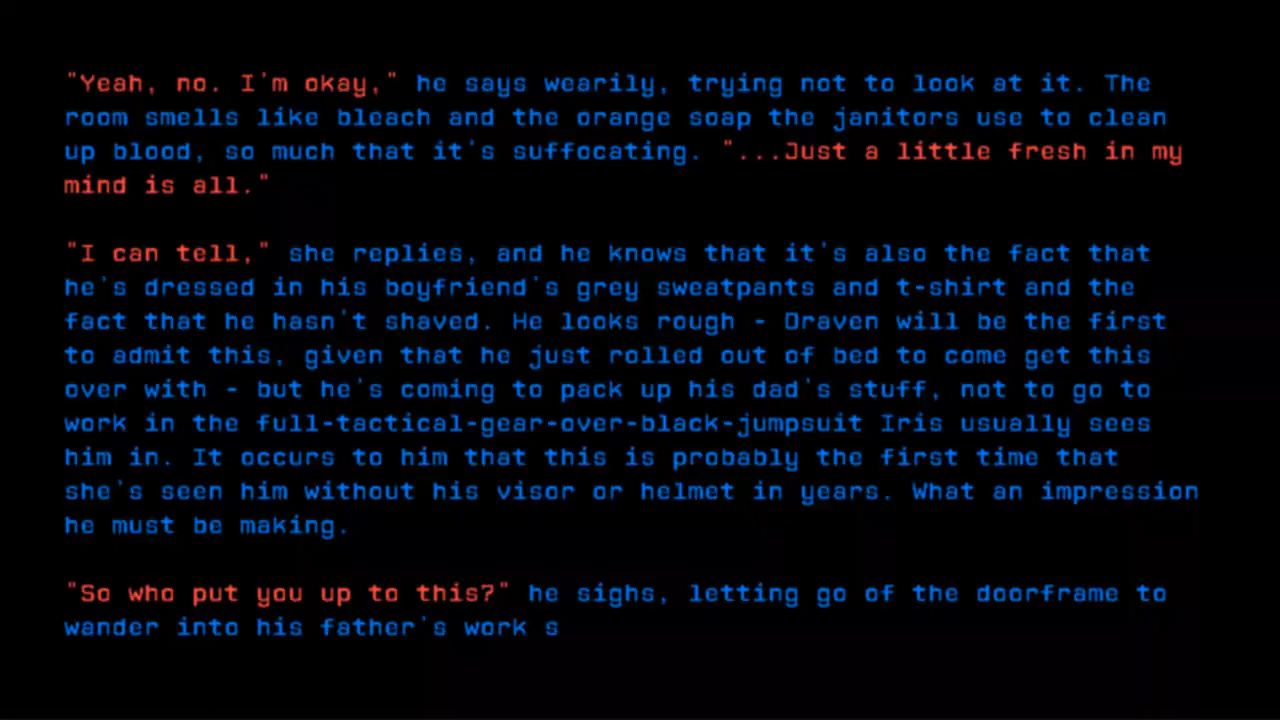 "Yeah, no. I'm okay," he says wearily, trying not to look at it. The
room smells like bleach and the orange soap the janitors use to clean
up blood, so much that it's suffocating. "...Just a little fresh in my
mind is all."
"I can tell," she replies, and he knows that it's also the fact that
he's dressed in his boyfriend's grey sweatpants and t-shirt and the
fact that he hasn't shaved. He looks rough - Draven will be the first
to admit this, given that he just rolled out of bed to come get this
over with - but he's coming to pack up his dad's stuff, not to go to
work in the full-tactical-gear-over-black-jumpsuit Iris usually sees
him in. It occurs to him that this is probably the first time that
she's seen him without his visor or helmet in years. What an impression
he must be making.
"So who put you up to this?" he sighs, letting go of the doorframe to
wander into his father's work s